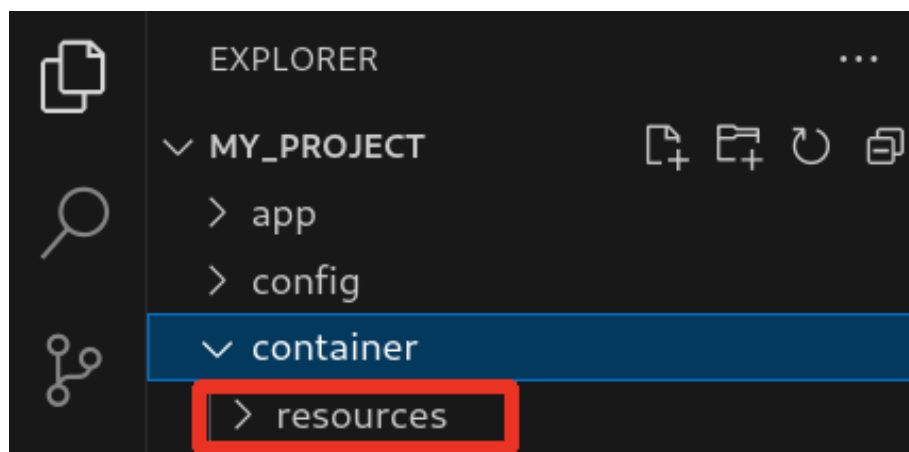 EXPLORER
MY_PROJECT
app
config
container
resources